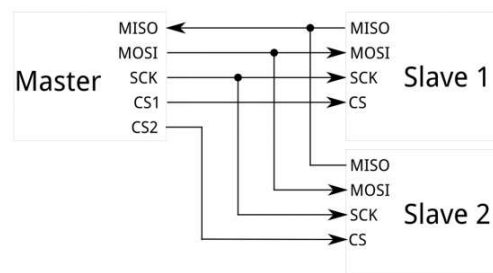 Master
MISO
MOSI
SCK
CS1
CS2
MISO
MOSI
SCK
CS
Slave 1
MISO
MOSI
SCK
CS
Slave 2